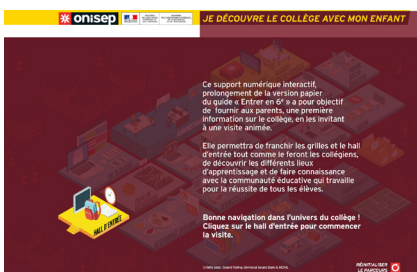 onisep
JE DÉCOUVRE LE COLLÈGE AVEC MON ENFANT
Ce support numérique interactif,
prolongement de la version papier
du guide « Entrer en 6e » a pour objectif
de fournir aux parents, une première
information sur le collège, en les invitant
à une visite animée.
Elle permettra de franchir les grilles et le hall
d'entrée tout comme le feront les collégiens,
de découvrir les différents lieux
d'apprentissage et de faire connaissance
avec la communauté éducative qui travaille
pour la réussite de tous les élèves.
Bonne navigation dans l'univers du collège !
Cliquez sur le hall d'entrée pour commencer
la visite.
HALL D'ENTRÉE
RÉINITIALISER
LE PARCOURS